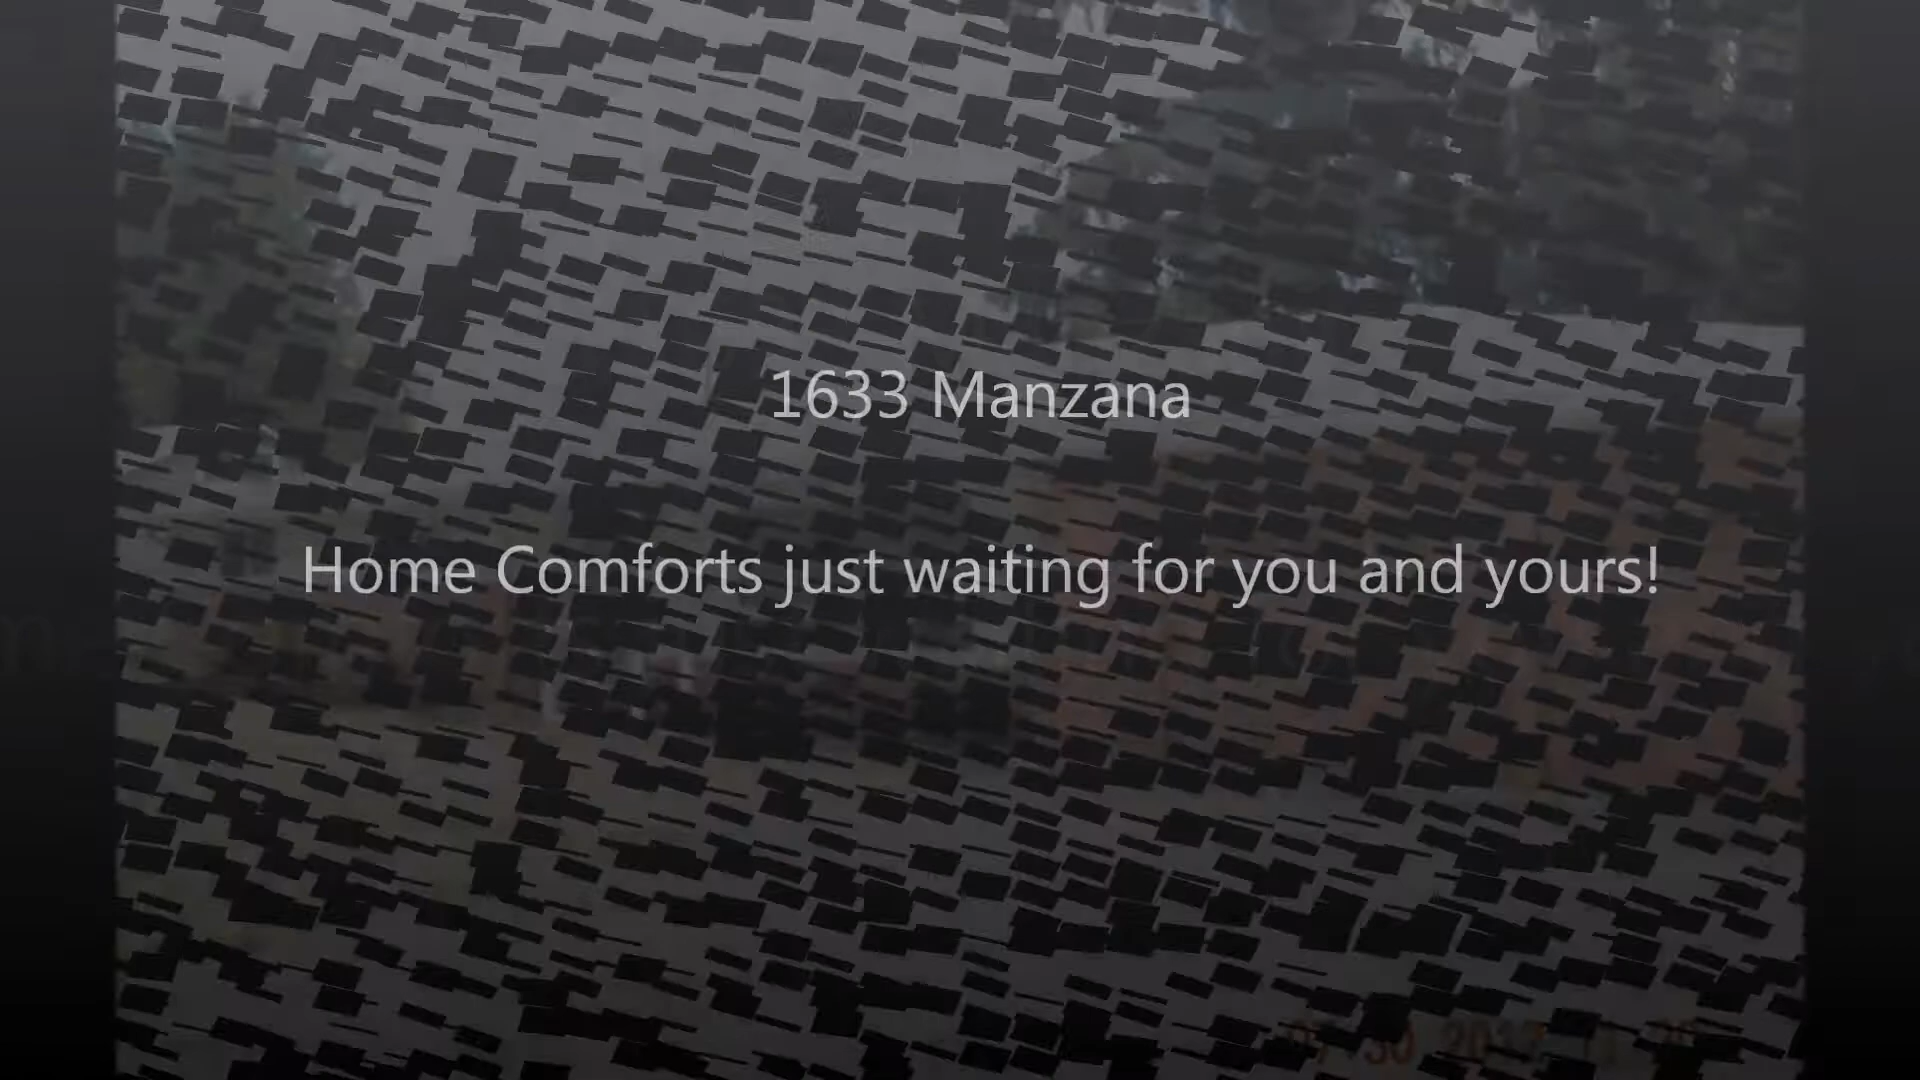 1633 Manzana
Home Comforts just waiting for you and yours!